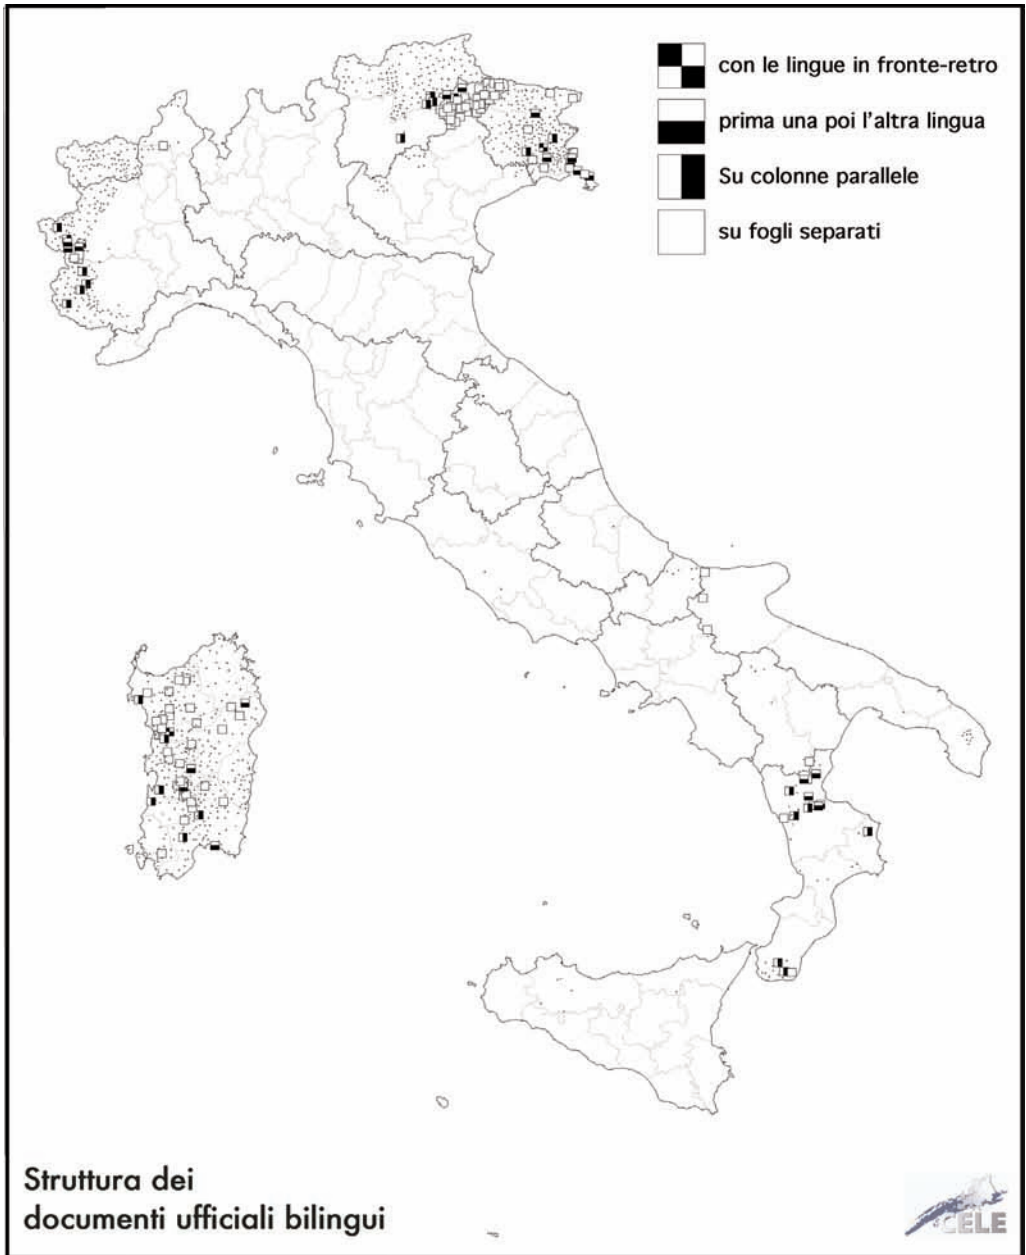 con le lingue in fronte-retro
prima una poi l'altra lingua
Su colonne parallele
su fogli separati
Struttura dei
documenti ufficiali bilingui
CELE